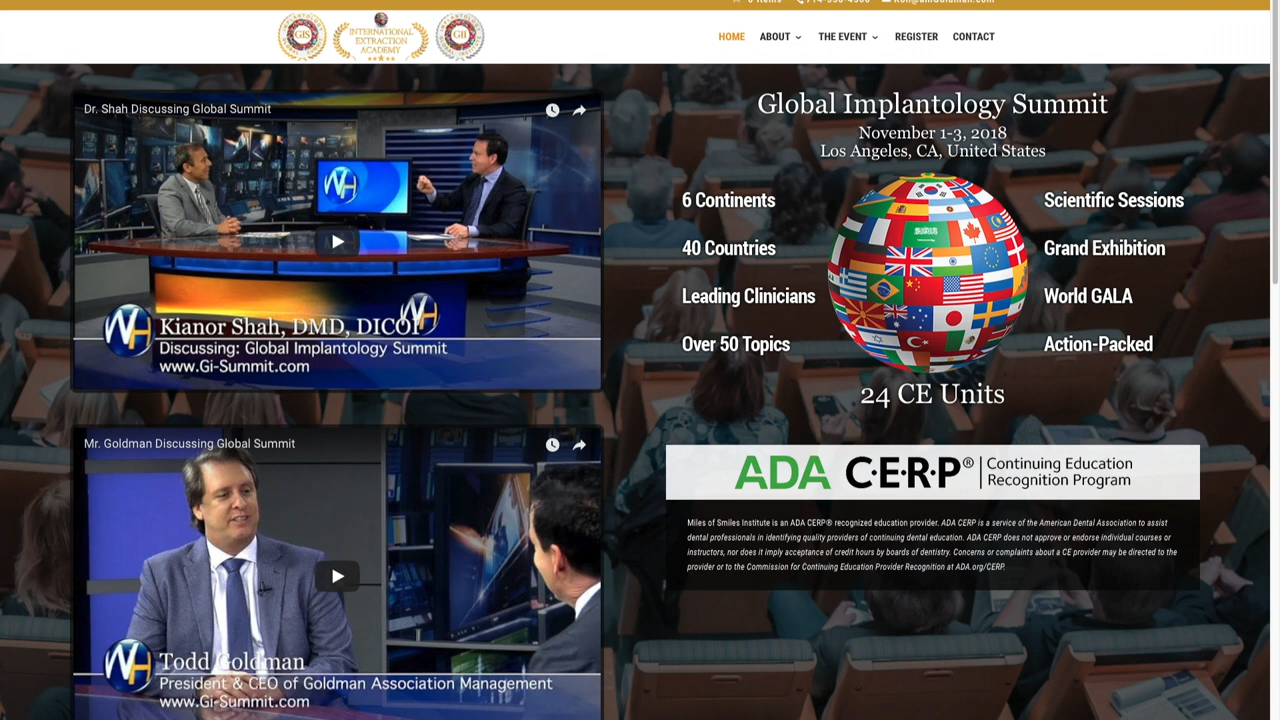 0 Items
HOME
ABOUT
THE EVENT
REGISTER
CONTACT
GIS
INTERNATIONAL
EXTRACTION
ACADEMY
GII
Dr. Shah Discussing Global Summit
Kianor Shah, DMD, DICOI
Discussing: Global Implantology Summit
www.Gi-Summit.com
Mr. Goldman Discussing Global Summit
Todd Goldman
President & CEO of Goldman Association Management
www.Gi-Summit.com
Global Implantology Summit
November 1-3, 2018
Los Angeles, CA, United States
6 Continents
40 Countries
Leading Clinicians
Over 50 Topics
Scientific Sessions
Grand Exhibition
World GALA
Action-Packed
24 CE Units
ADA C·E·R·P® | Continuing Education
Recognition Program
Miles of Smiles Institute is an ADA CERP® recognized education provider. ADA CERP is a service of the American Dental Association to assist
dental professionals in identifying quality providers of continuing dental education. ADA CERP does not approve or endorse individual courses or
instructors, nor does it imply acceptance of credit hours by boards of dentistry. Concerns or complaints about a CE provider may be directed to the
provider or to the Commission for Continuing Education Provider Recognition at ADA.org/CERP.